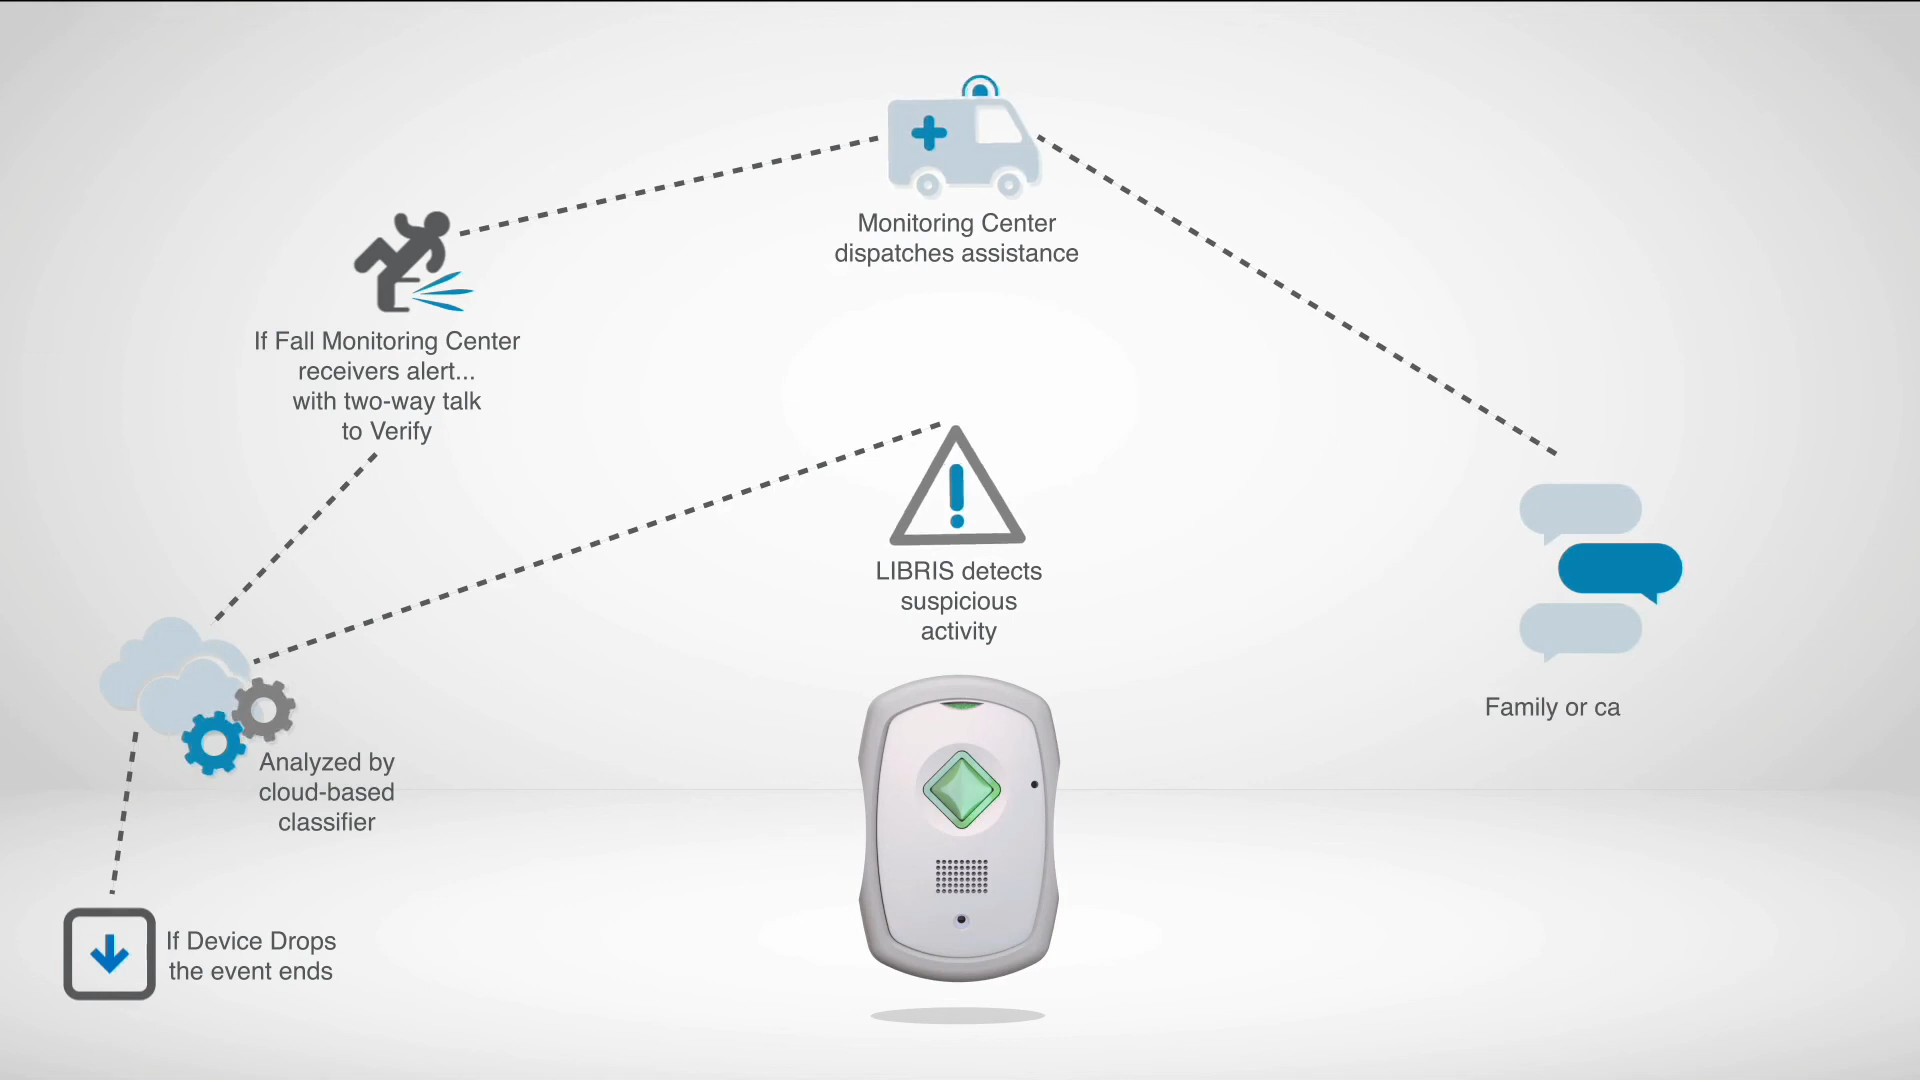 Monitoring Center
dispatches assistance
If Fall Monitoring Center
receivers alert...
with two-way talk
to Verify
LIBRIS detects
suspicious
activity
Family or ca
Analyzed by
cloud-based
classifier
If Device Drops
the event ends